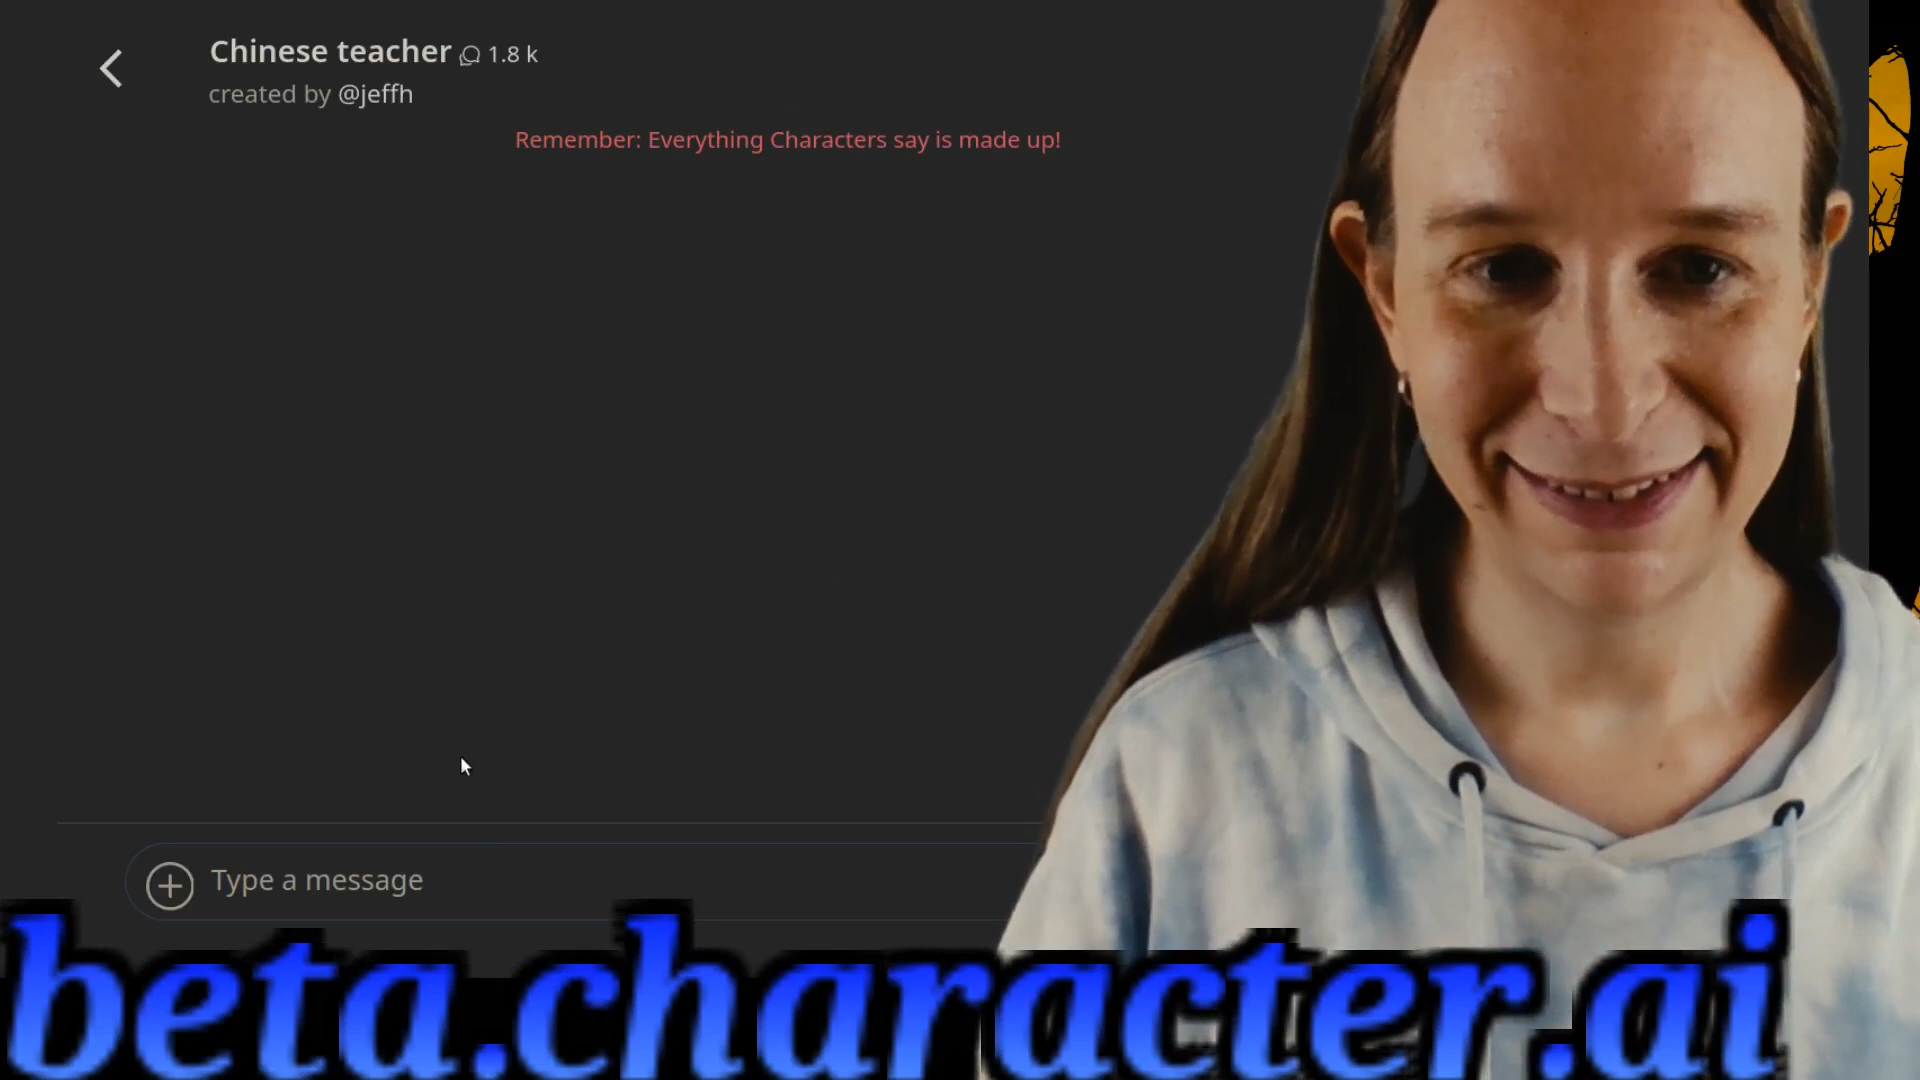 Chinese teacher 1.8 k
created by @jeffh
Remember: Everything Characters say is made up!
Type a message
beta.character.ai